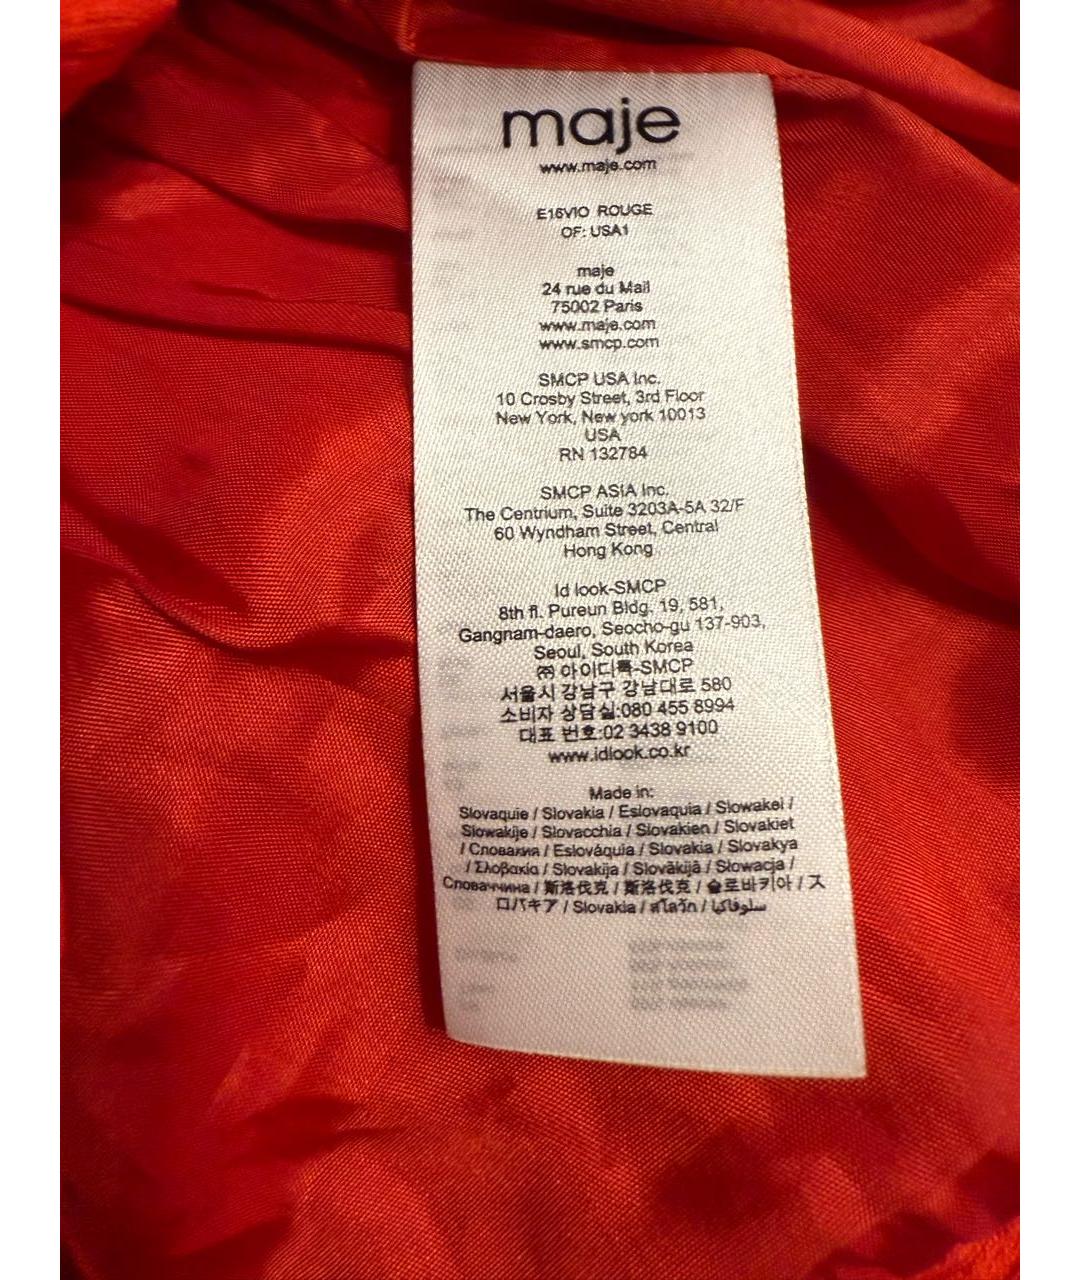 maje
www.maje.com
E16VIO ROUGE
OF: USA1
maje
24 rue du Mail
75002 Paris
www.maje.com
www.smcp.com
SMCP USA Inc.
10 Crosby Street, 3rd Floor
New York, New york 10013
USA
RN 132784
SMCP ASIA Inc.
The Centrium, Suite 3203A-5A 32/F
60 Wyndham Street, Central
Hong Kong
Id look-SMCP
8th fl. Pureun Bldg. 19, 581,
Gangnam-daero, Seocho-gu 137-903,
Seoul, South Korea
㈜ 아이디룩-SMCP
서울시 강남구 강남대로 580
소비자 상담실:080 455 8994
대표 번호:02 3438 9100
www.idlook.co.kr
Made in:
Slovaquie / Slovakia / Eslovaquia / Slowakei /
Slowakije / Slovacchia / Slovakien / Slovakiet
/ Словакия / Eslováquia / Slovakia / Slovakya
/ Σλοβακία / Slovakija / Slovākijā / Słowacja /
Словаччина / 斯洛伐克 / 斯洛伐克 / 슬로바키아 / ス
ロバキア / Slovakia / สโลวัก / سلوفاكيا